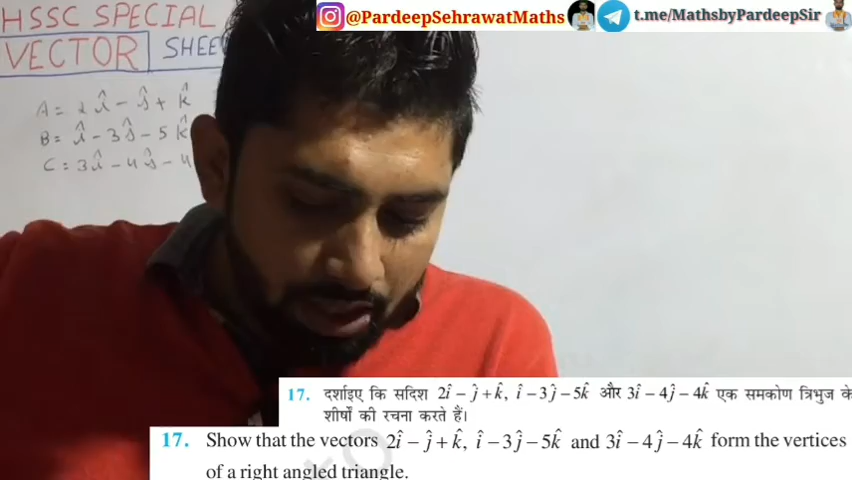 @PardeepSehrawatMaths t.me/MathsbyPardeepSir
HSSC SPECIAL
VECTOR SHEE
A = 2î − ĵ + k̂
B = î − 3ĵ − 5k̂
C = 3î − 4ĵ − 4
17. दर्शाइए कि सदिश 2î − ĵ + k̂, î − 3ĵ − 5k̂ और 3î − 4ĵ − 4k̂ एक समकोण त्रिभुज के
शीर्षों की रचना करते हैं।
17. Show that the vectors 2î − ĵ + k̂, î − 3ĵ − 5k̂ and 3î − 4ĵ − 4k̂ form the vertices
of a right angled triangle.